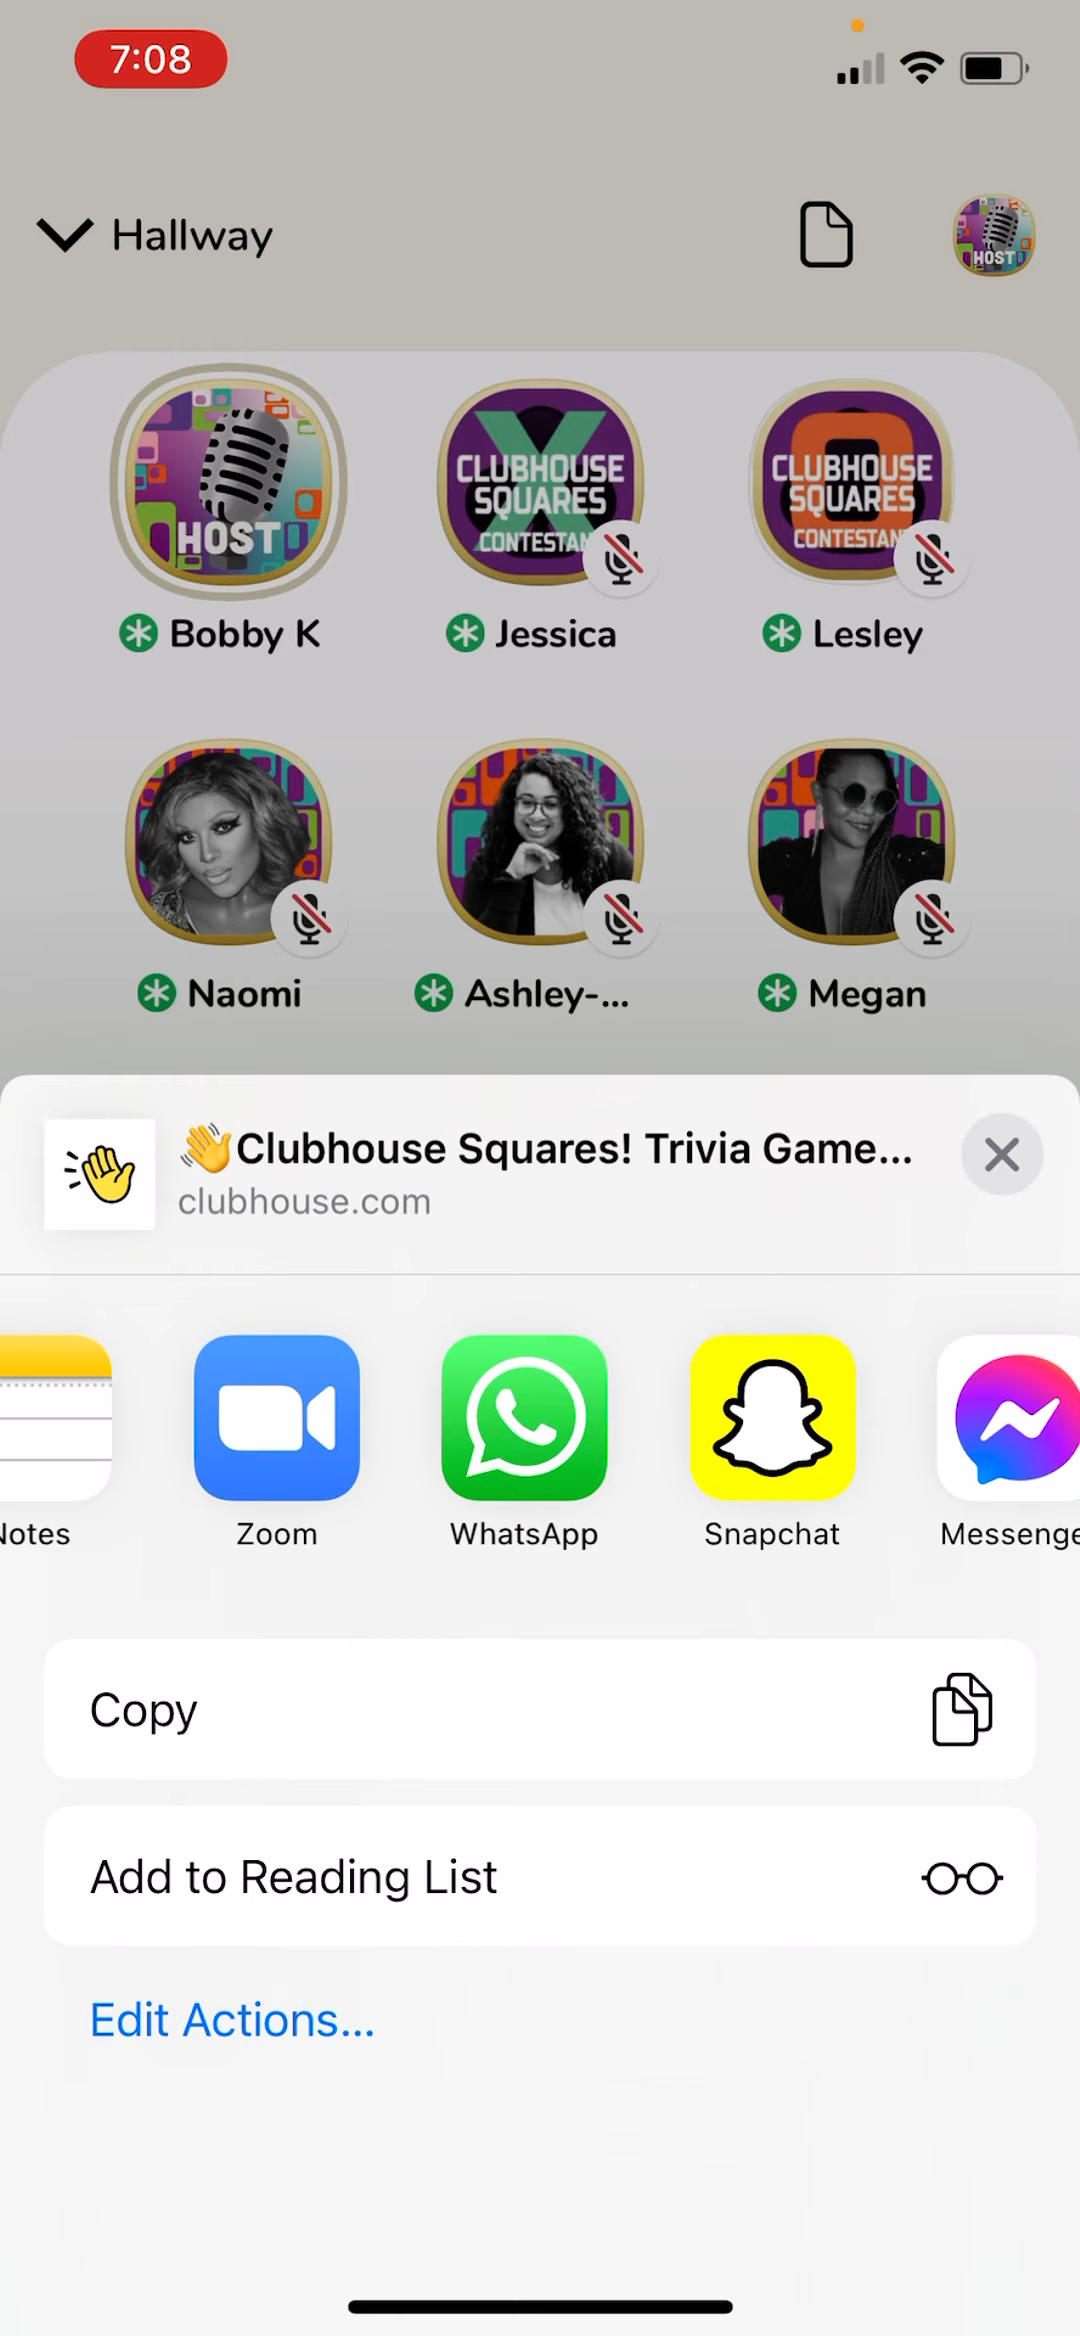 7:08
Hallway
HOST
HOST
CLUBHOUSE
SQUARES
CONTESTAN
CLUBHOUSE
SQUARES
CONTESTAN
Bobby K
Jessica
Lesley
Naomi
Ashley-...
Megan
👋Clubhouse Squares! Trivia Game...
clubhouse.com
Notes
Zoom
WhatsApp
Snapchat
Messenge
Copy
Add to Reading List
Edit Actions...